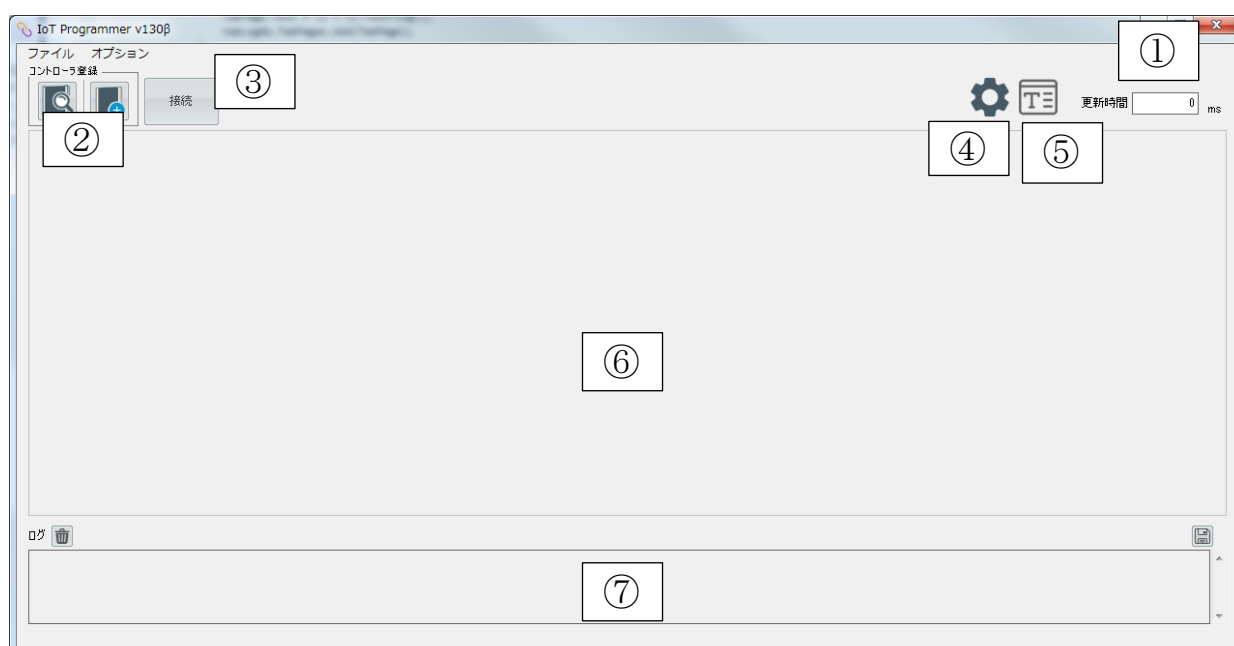 IoT Programmer v130β
①
ファイル オプション
コントローラ登録
③
接続
更新時間 0 ms
②
④
⑤
⑥
ログ
⑦